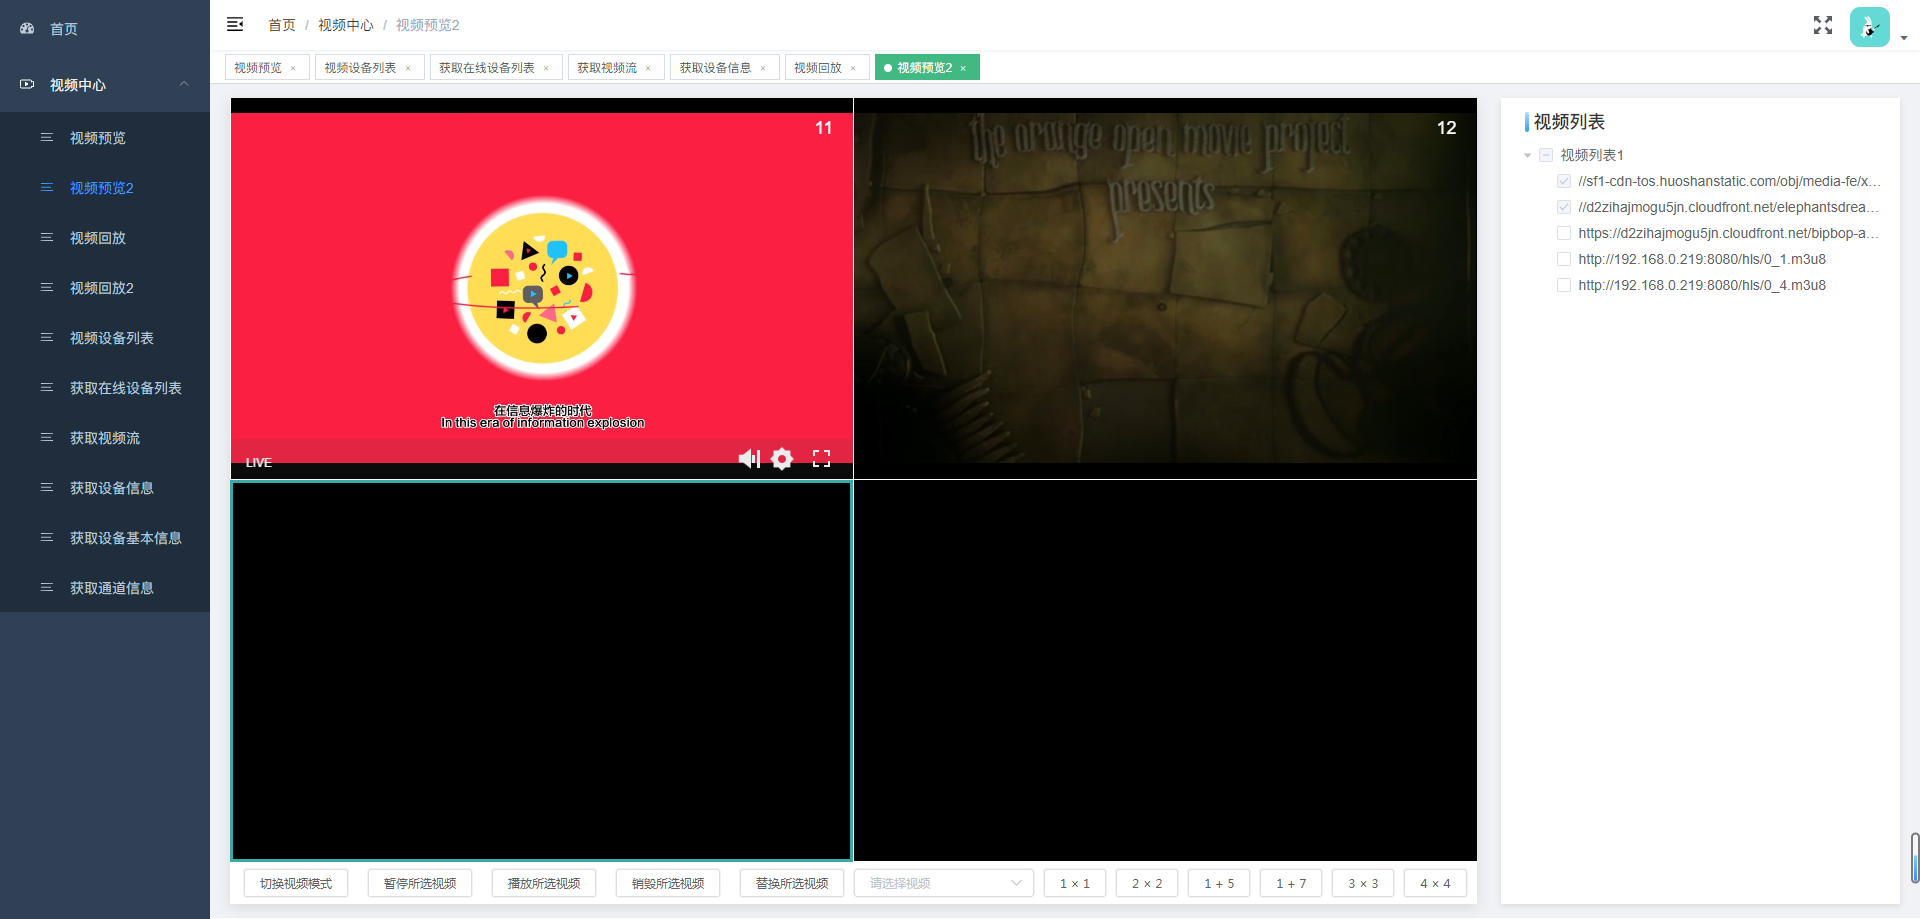 首页
视频中心
视频预览
视频预览2
视频回放
视频回放2
视频设备列表
获取在线设备列表
获取视频流
获取设备信息
获取设备基本信息
获取通道信息
首页 / 视频中心 / 视频预览2
视频预览 × 视频设备列表 × 获取在线设备列表 × 获取视频流 × 获取设备信息 × 视频回放 × 视频预览2 ×
11
在信息爆炸的时代
In this era of information explosion
LIVE
12
the orange open movie project
presents
切换视频模式 暂停所选视频 播放所选视频 销毁所选视频 替换所选视频 请选择视频 1 × 1 2 × 2 1 + 5 1 + 7 3 × 3 4 × 4
视频列表
视频列表1
//sf1-cdn-tos.huoshanstatic.com/obj/media-fe/x...
//d2zihajmogu5jn.cloudfront.net/elephantsdrea...
https://d2zihajmogu5jn.cloudfront.net/bipbop-a...
http://192.168.0.219:8080/hls/0_1.m3u8
http://192.168.0.219:8080/hls/0_4.m3u8